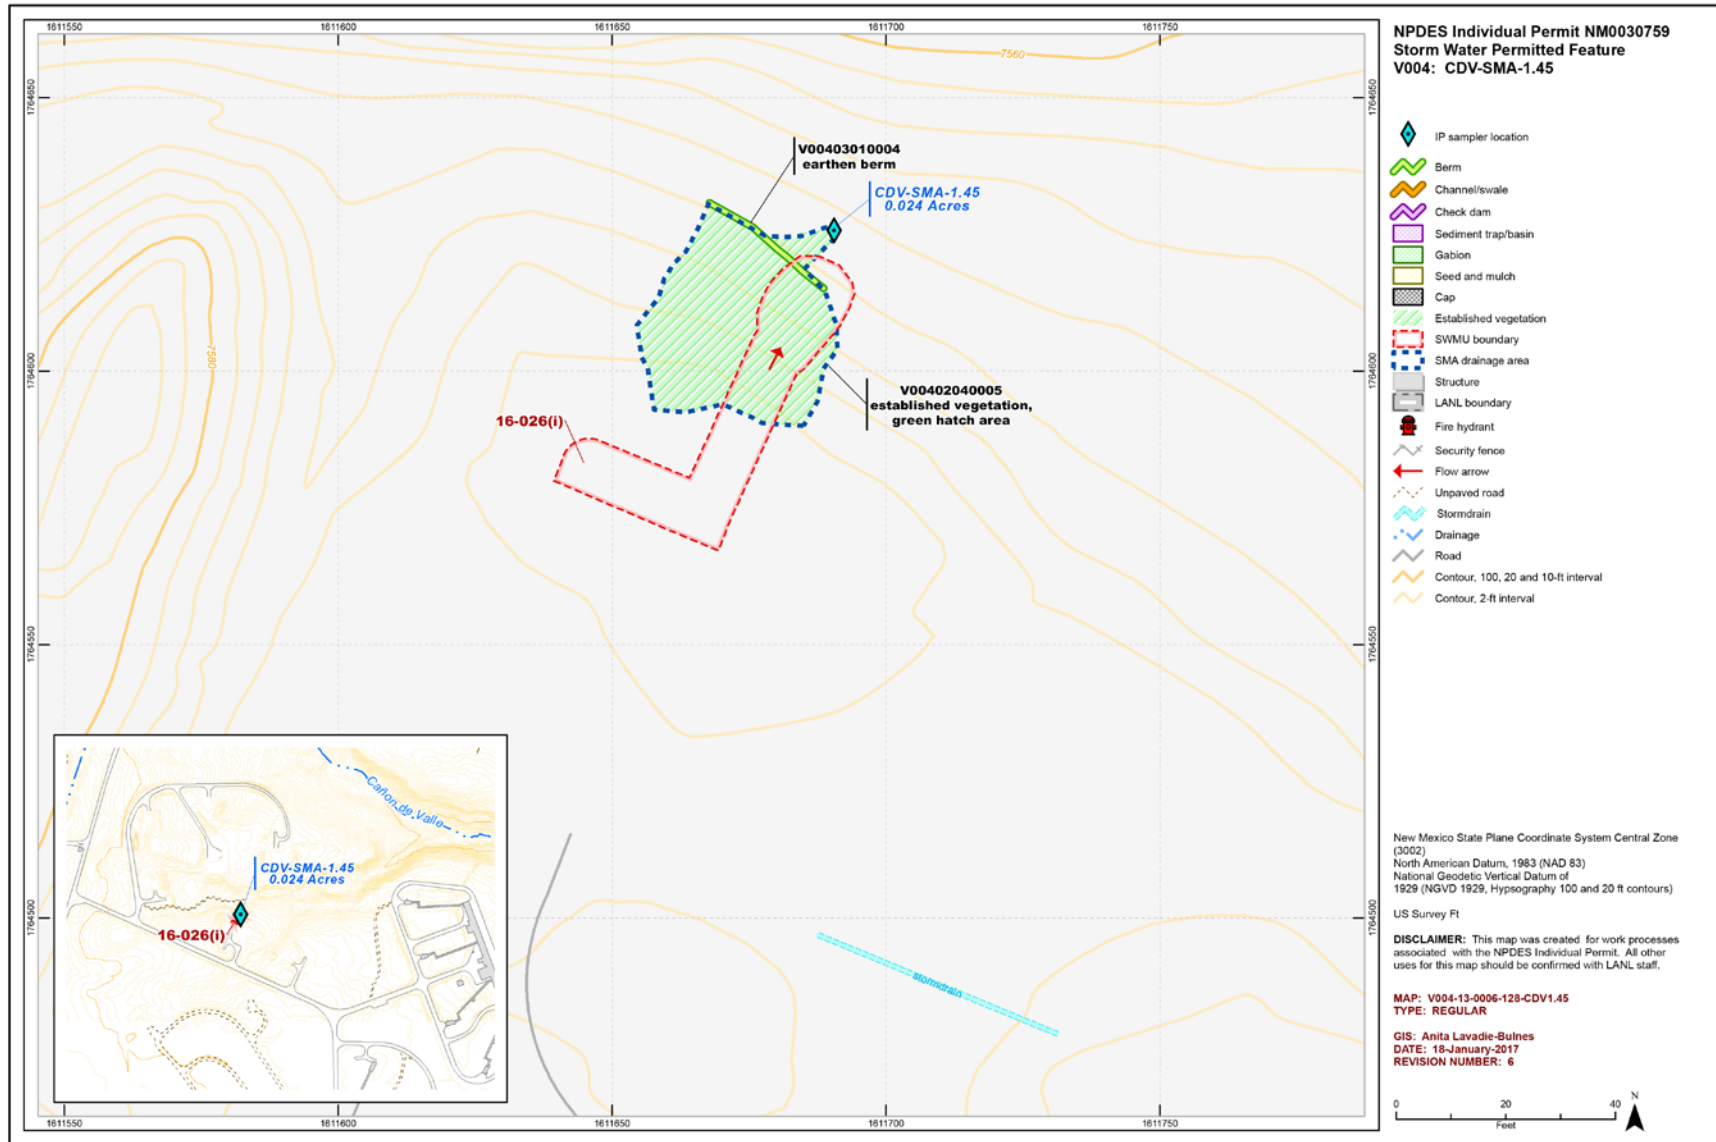 1611550
1611600
1611650
1611700
1611750
NPDES Individual Permit NM0030759
Storm Water Permitted Feature
V004: CDV-SMA-1.45
7560
1764650
1764650
V00403010004
earthen berm
CDV-SMA-1.45
0.024 Acres
7580
1764600
1764600
V00402040005
established vegetation,
green hatch area
16-026(i)
1764550
1764550
1764500
1764500
stormdrain
Cañon de Valle
CDV-SMA-1.45
0.024 Acres
16-026(i)
1611550
1611600
1611650
1611700
1611750
IP sampler location
Berm
Channel/swale
Check dam
Sediment trap/basin
Gabion
Seed and mulch
Cap
Established vegetation
SWMU boundary
SMA drainage area
Structure
LANL boundary
Fire hydrant
Security fence
Flow arrow
Unpaved road
Stormdrain
Drainage
Road
Contour, 100, 20 and 10-ft interval
Contour, 2-ft interval
New Mexico State Plane Coordinate System Central Zone
(3002)
North American Datum, 1983 (NAD 83)
National Geodetic Vertical Datum of
1929 (NGVD 1929, Hypsography 100 and 20 ft contours)
US Survey Ft
DISCLAIMER: This map was created for work processes
associated with the NPDES Individual Permit. All other
uses for this map should be confirmed with LANL staff.
MAP: V004-13-0006-128-CDV1.45
TYPE: REGULAR
GIS: Anita Lavadie-Bulnes
DATE: 18-January-2017
REVISION NUMBER: 6
0 20 40
Feet
N